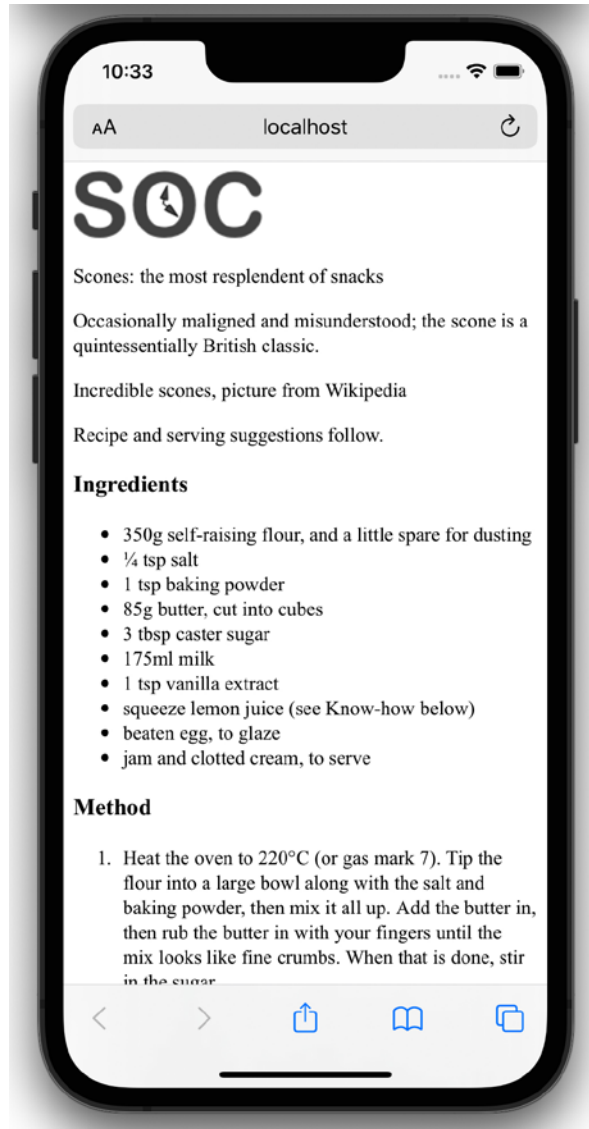 10:33
AA localhost
SOC
Scones: the most resplendent of snacks
Occasionally maligned and misunderstood; the scone is a
quintessentially British classic.
Incredible scones, picture from Wikipedia
Recipe and serving suggestions follow.
Ingredients
• 350g self-raising flour, and a little spare for dusting
• ¼ tsp salt
• 1 tsp baking powder
• 85g butter, cut into cubes
• 3 tbsp caster sugar
• 175ml milk
• 1 tsp vanilla extract
• squeeze lemon juice (see Know-how below)
• beaten egg, to glaze
• jam and clotted cream, to serve
Method
1. Heat the oven to 220°C (or gas mark 7). Tip the
flour into a large bowl along with the salt and
baking powder, then mix it all up. Add the butter in,
then rub the butter in with your fingers until the
mix looks like fine crumbs. When that is done, stir
in the sugar